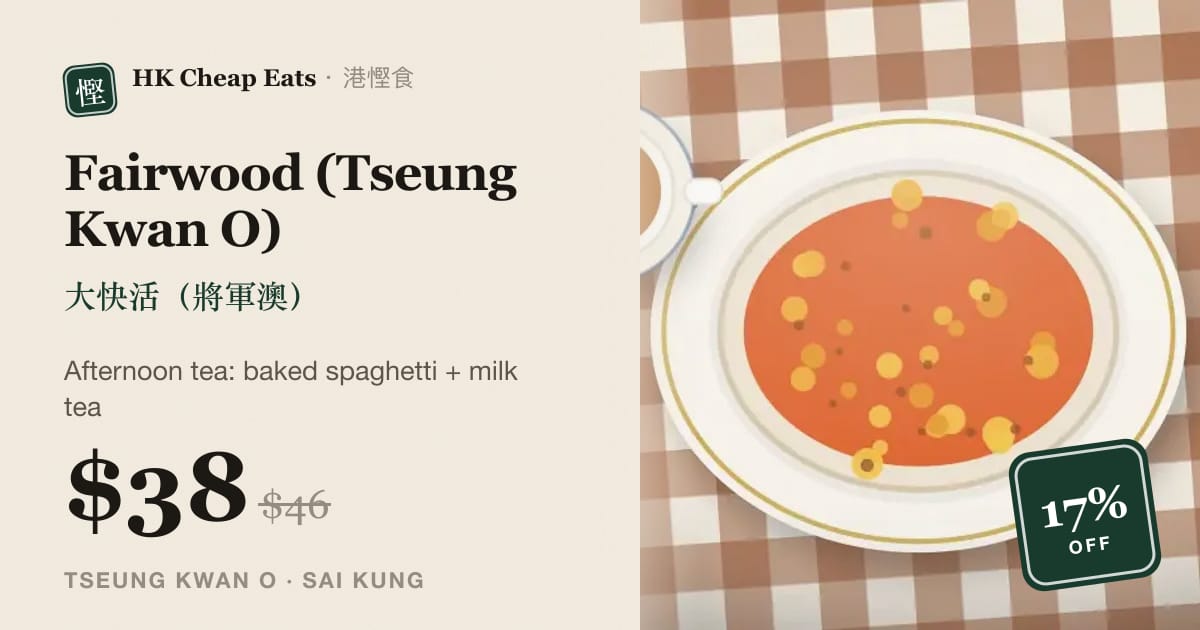 慳
HK Cheap Eats · 港慳食
Fairwood (Tseung
Kwan O)
大快活（將軍澳）
Afternoon tea: baked spaghetti + milk
tea
$38 $46
TSEUNG KWAN O · SAI KUNG
17%
OFF